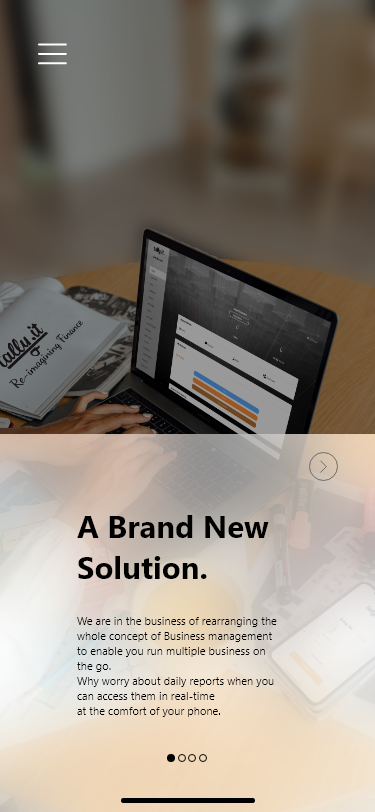 tally.it
Re-imagining Finance
A Brand New
Solution.
We are in the business of rearranging the
whole concept of Business management
to enable you run multiple business on
the go.
Why worry about daily reports when you
can access them in real-time
at the comfort of your phone.